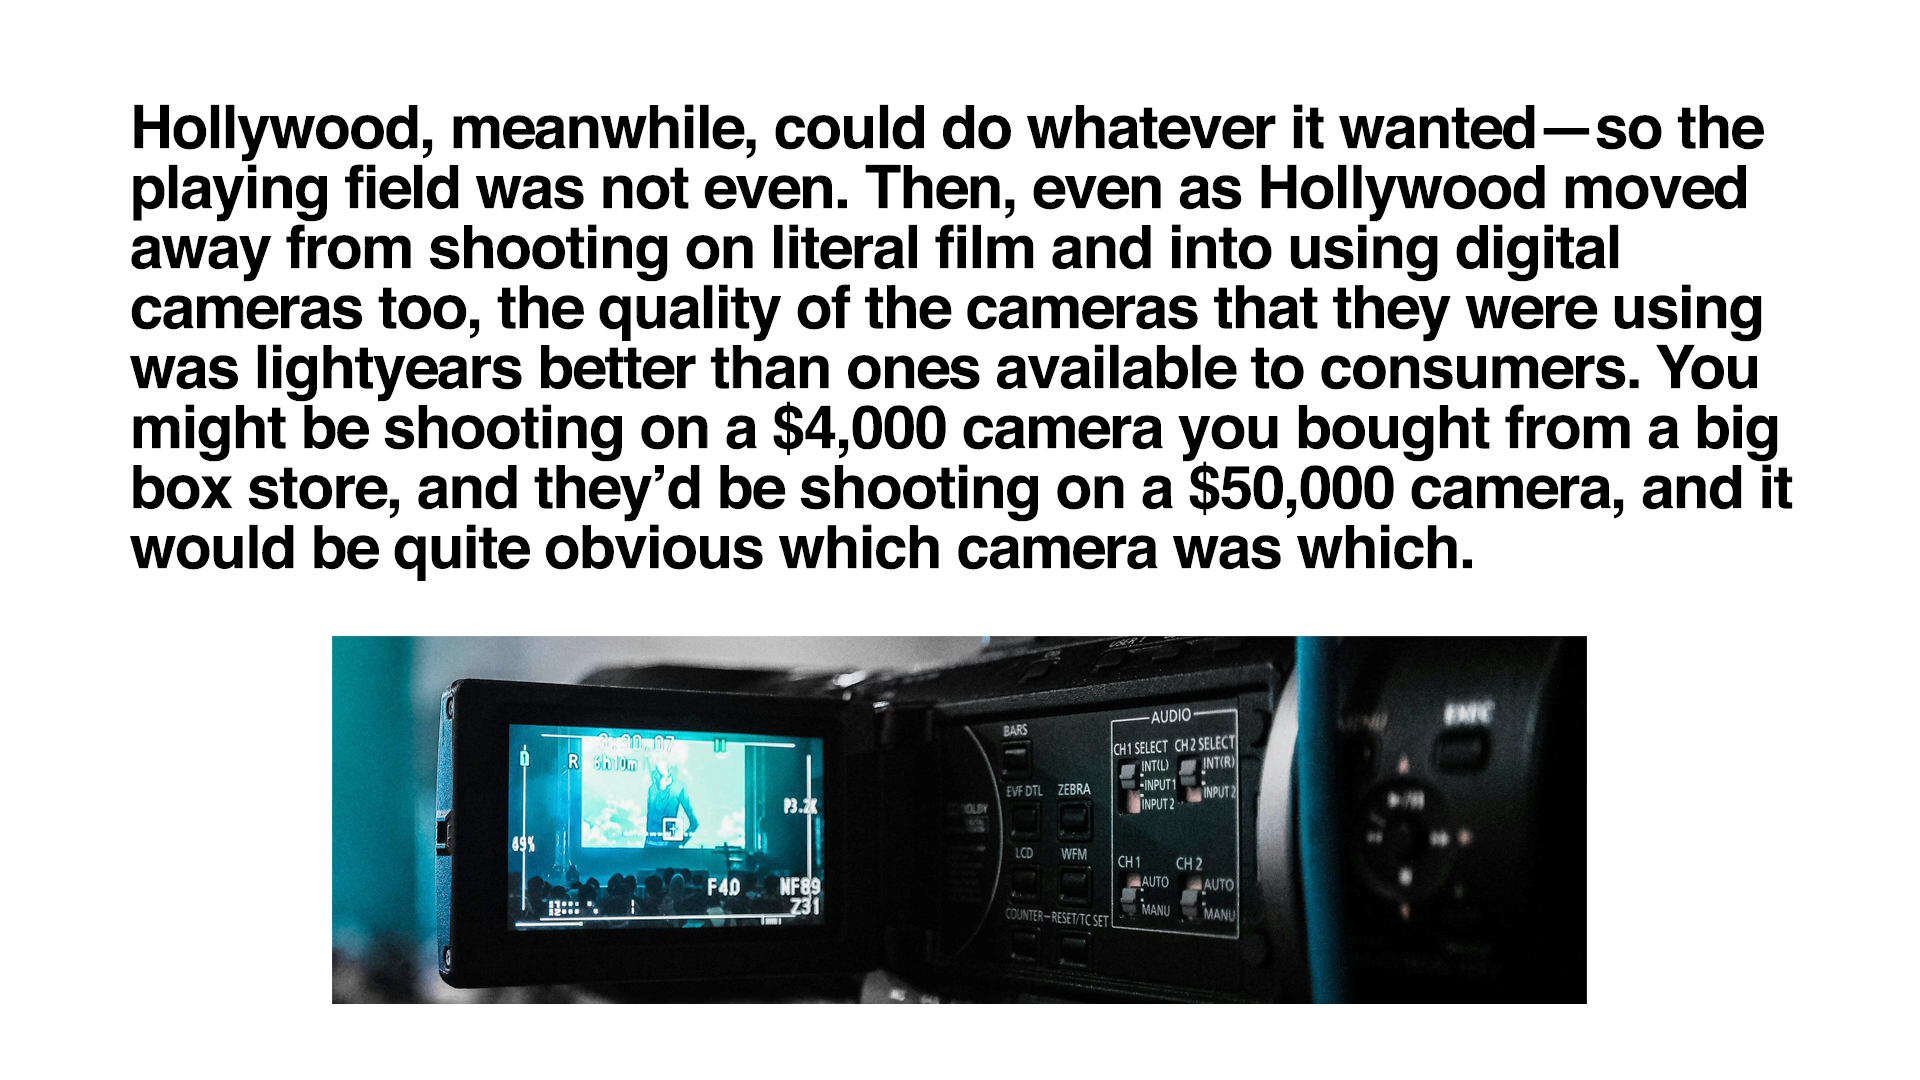 Hollywood, meanwhile, could do whatever it wanted—so the
playing field was not even. Then, even as Hollywood moved
away from shooting on literal film and into using digital
cameras too, the quality of the cameras that they were using
was lightyears better than ones available to consumers. You
might be shooting on a $4,000 camera you bought from a big
box store, and they’d be shooting on a $50,000 camera, and it
would be quite obvious which camera was which.
R 6h10m
P3.2K
49%
F4.0 NF89
Z31
BARS
EVF DTL ZEBRA
LCD WFM
COUNTER–RESET/TC SET
AUDIO
CH1 SELECT CH2 SELECT
INT(L) INT(R)
INPUT1
INPUT2 INPUT2
CH1 CH2
AUTO AUTO
MANU MANU